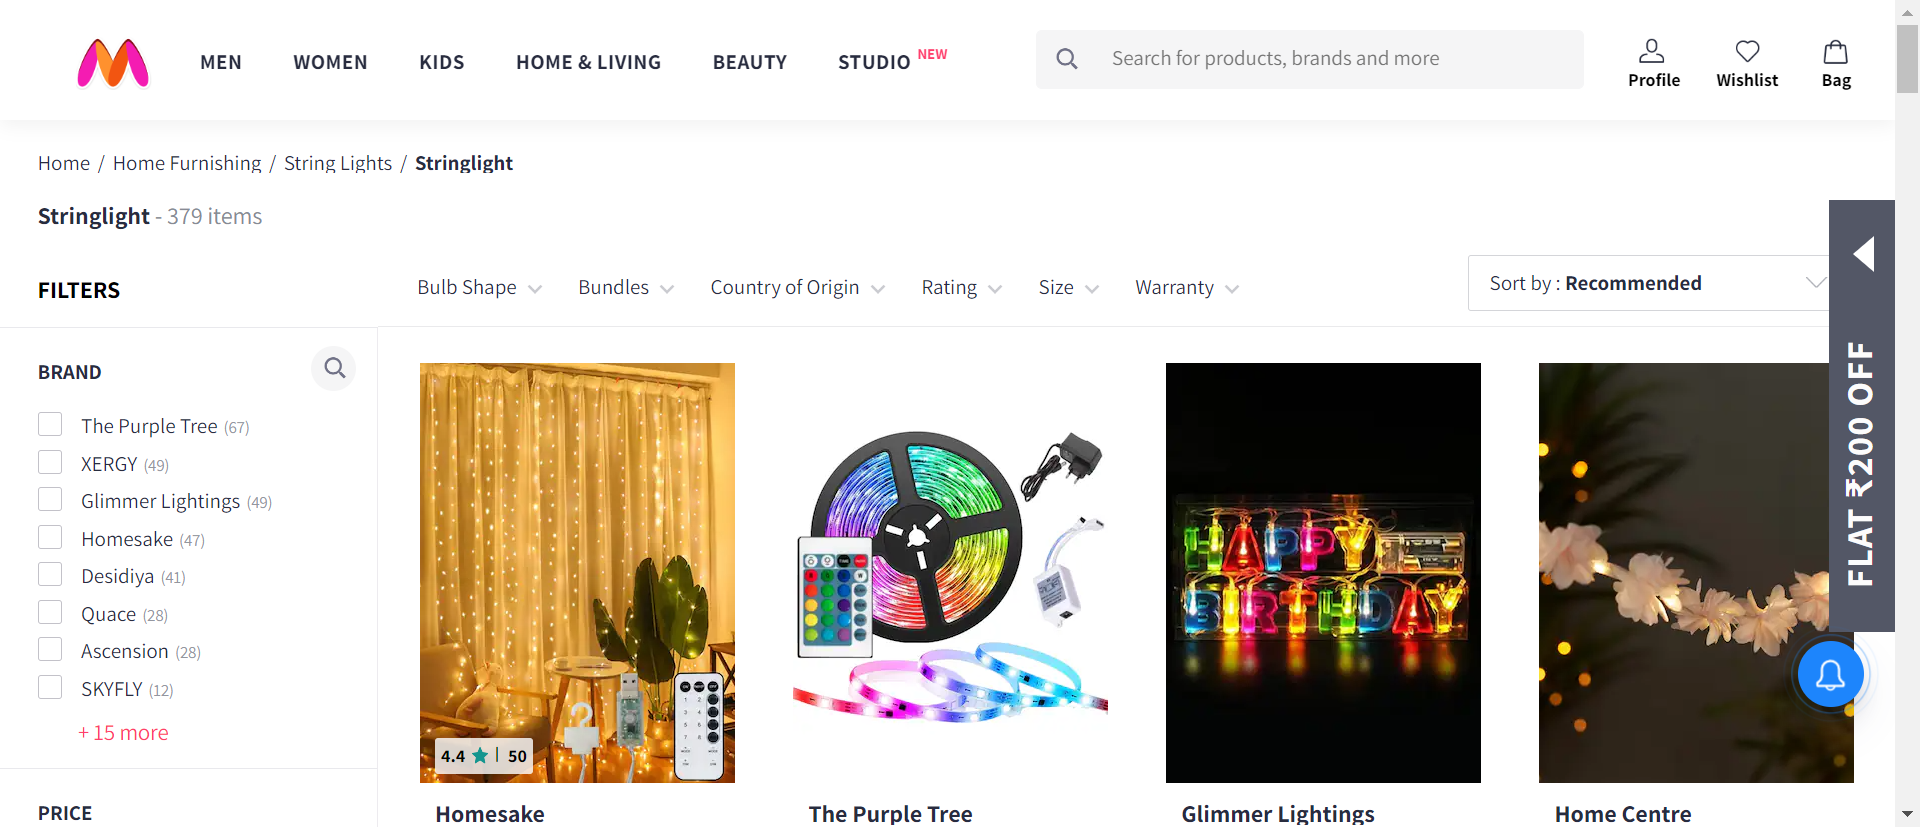 MEN WOMEN KIDS HOME & LIVING BEAUTY STUDIO NEW Search for products, brands and more Profile Wishlist Bag
Home / Home Furnishing / String Lights / Stringlight
Stringlight - 379 items
FILTERS
Bulb Shape Bundles Country of Origin Rating Size Warranty Sort by : Recommended
FLAT ₹200 OFF
BRAND
The Purple Tree (67)
XERGY (49)
Glimmer Lightings (49)
Homesake (47)
Desidiya (41)
Quace (28)
Ascension (28)
SKYFLY (12)
+ 15 more
PRICE
HAPPY
BIRTHDAY
4.4 ★ | 50
Homesake The Purple Tree Glimmer Lightings Home Centre